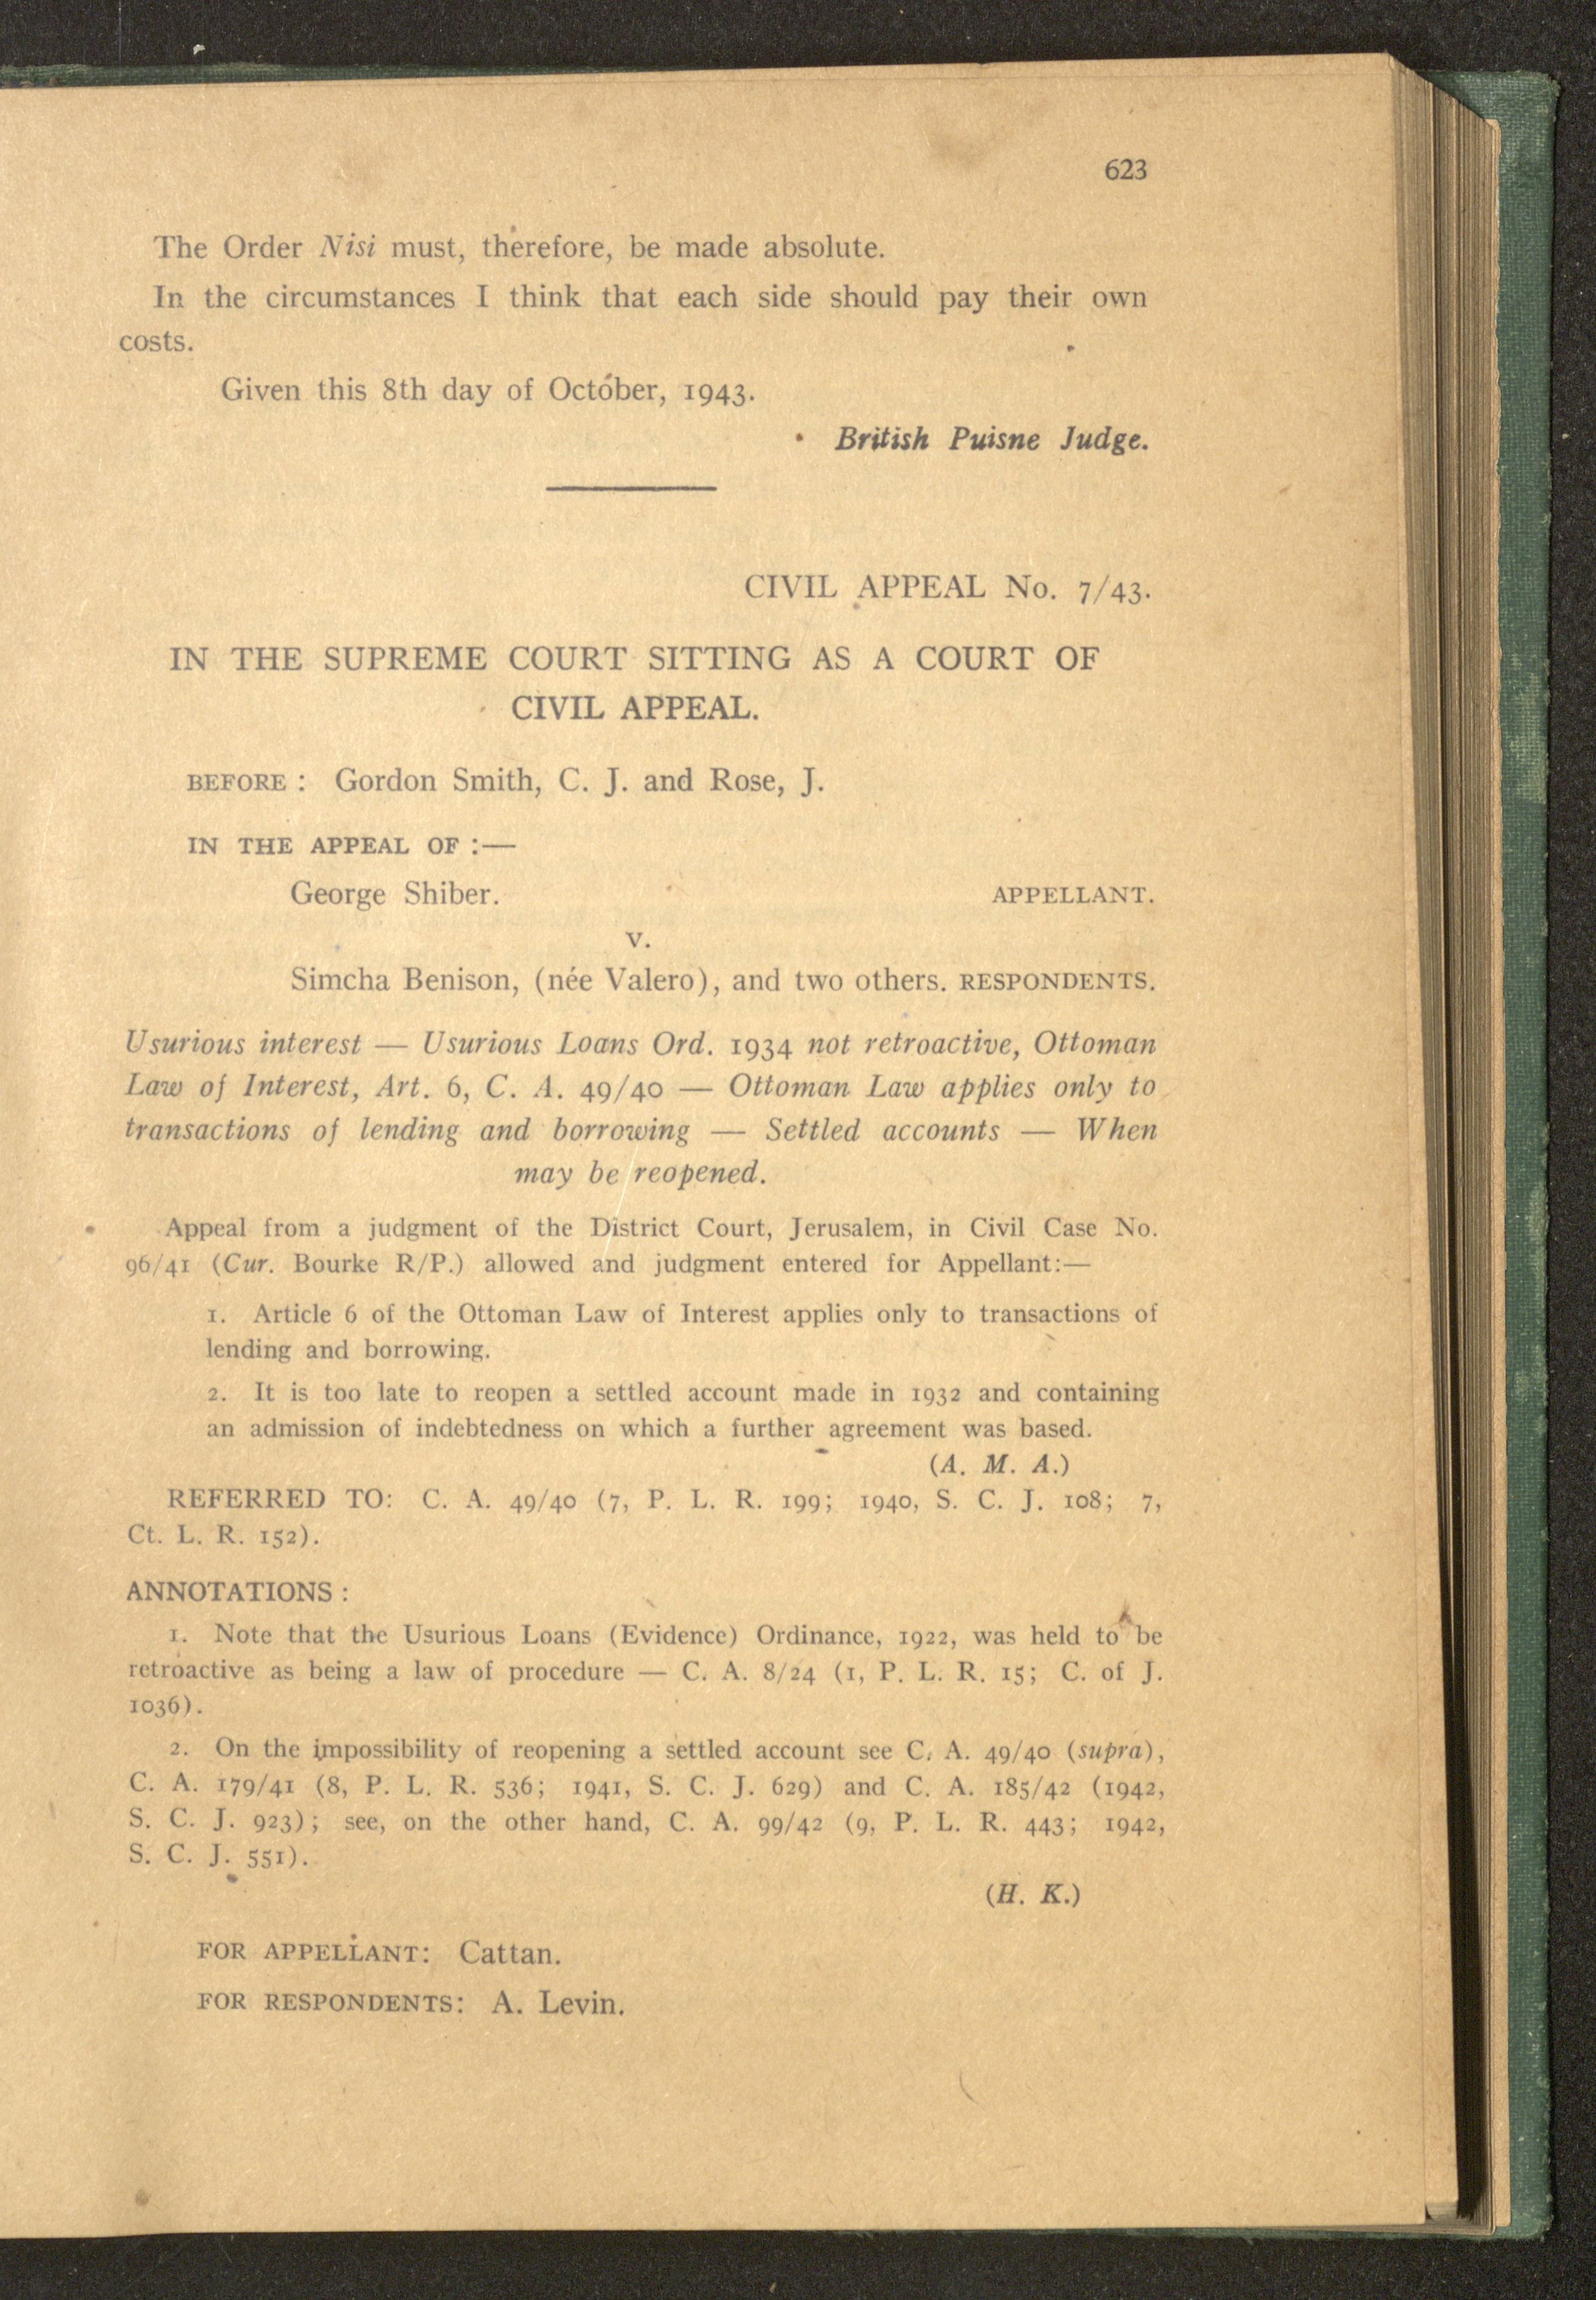 623
The Order Nisi must, therefore, be made absolute.
In the circumstances I think that each side should pay their own
costs.
Given this 8th day of October, 1943.
British Puisne Judge.
CIVIL APPEAL No. 7/43.
IN THE SUPREME COURT SITTING AS A COURT OF
CIVIL APPEAL.
BEFORE : Gordon Smith, C. J. and Rose, J.
IN THE APPEAL OF :—
George Shiber. APPELLANT.
v.
Simcha Benison, (née Valero), and two others. RESPONDENTS.
Usurious interest — Usurious Loans Ord. 1934 not retroactive, Ottoman
Law of Interest, Art. 6, C. A. 49/40 — Ottoman Law applies only to
transactions of lending and borrowing — Settled accounts — When
may be reopened.
Appeal from a judgment of the District Court, Jerusalem, in Civil Case No.
96/41 (Cur. Bourke R/P.) allowed and judgment entered for Appellant:—
1. Article 6 of the Ottoman Law of Interest applies only to transactions of
lending and borrowing.
2. It is too late to reopen a settled account made in 1932 and containing
an admission of indebtedness on which a further agreement was based.
(A. M. A.)
REFERRED TO: C. A. 49/40 (7, P. L. R. 199; 1940, S. C. J. 108; 7,
Ct. L. R. 152).
ANNOTATIONS :
1. Note that the Usurious Loans (Evidence) Ordinance, 1922, was held to be
retroactive as being a law of procedure — C. A. 8/24 (1, P. L. R. 15; C. of J.
1036).
2. On the impossibility of reopening a settled account see C. A. 49/40 (supra),
C. A. 179/41 (8, P. L. R. 536; 1941, S. C. J. 629) and C. A. 185/42 (1942,
S. C. J. 923); see, on the other hand, C. A. 99/42 (9, P. L. R. 443; 1942,
S. C. J. 551).
(H. K.)
FOR APPELLANT: Cattan.
FOR RESPONDENTS: A. Levin.